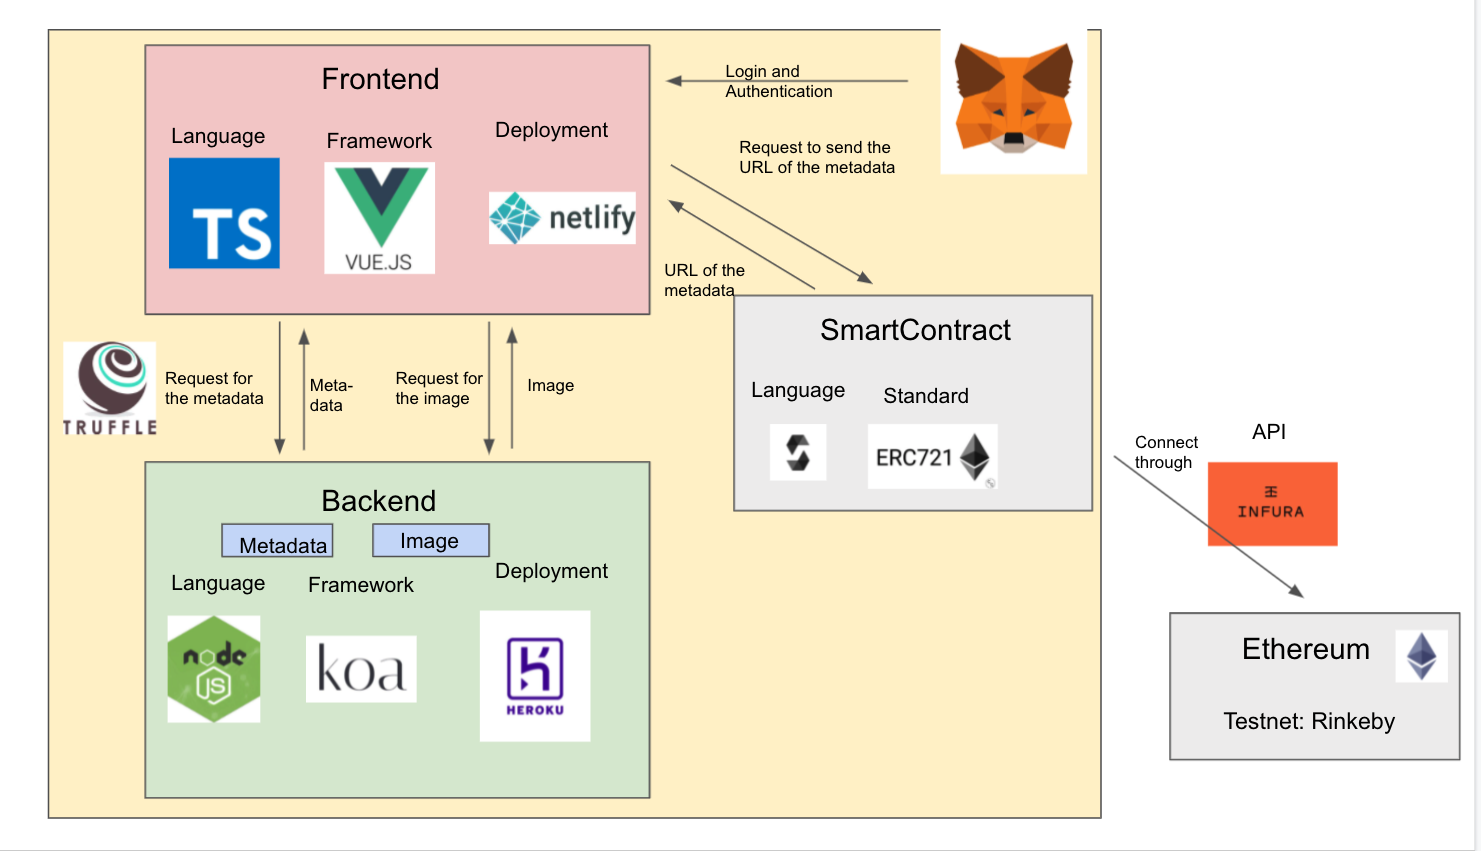 Frontend
Language
Framework
Deployment
TS
VUE.JS
netlify
Login and
Authentication
Request to send the
URL of the metadata
URL of the
metadata
TRUFFLE
Request for
the metadata
Meta-
data
Request for
the image
Image
SmartContract
Language
Standard
ERC721
Backend
Metadata
Image
Language
Framework
Deployment
node
JS
koa
HEROKU
Connect
through
API
INFURA
Ethereum
Testnet: Rinkeby